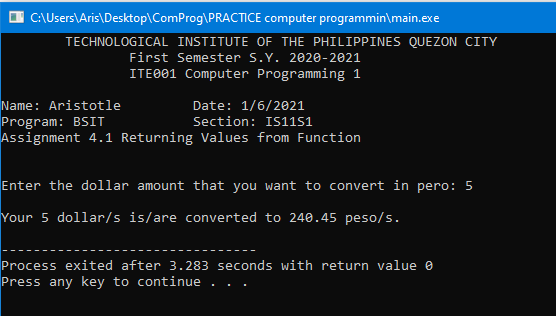 C:\Users\Aris\Desktop\ComProg\PRACTICE computer programmin\main.exe
TECHNOLOGICAL INSTITUTE OF THE PHILIPPINES QUEZON CITY
First Semester S.Y. 2020-2021
ITE001 Computer Programming 1
Name: Aristotle Date: 1/6/2021
Program: BSIT Section: IS11S1
Assignment 4.1 Returning Values from Function
Enter the dollar amount that you want to convert in pero: 5
Your 5 dollar/s is/are converted to 240.45 peso/s.
--------------------------------
Process exited after 3.283 seconds with return value 0
Press any key to continue . . .